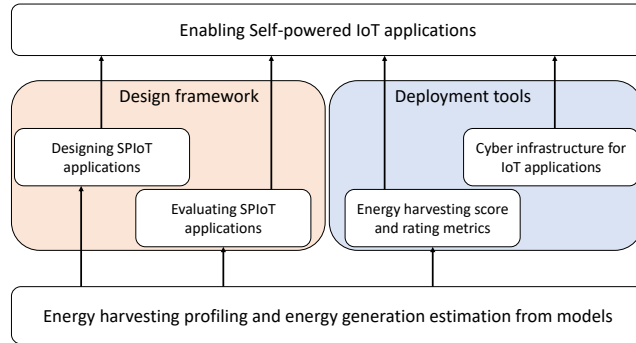 Enabling Self-powered IoT applications
Design framework
Deployment tools
Designing SPIoT
applications
Cyber infrastructure for
IoT applications
Evaluating SPIoT
applications
Energy harvesting score
and rating metrics
Energy harvesting profiling and energy generation estimation from models